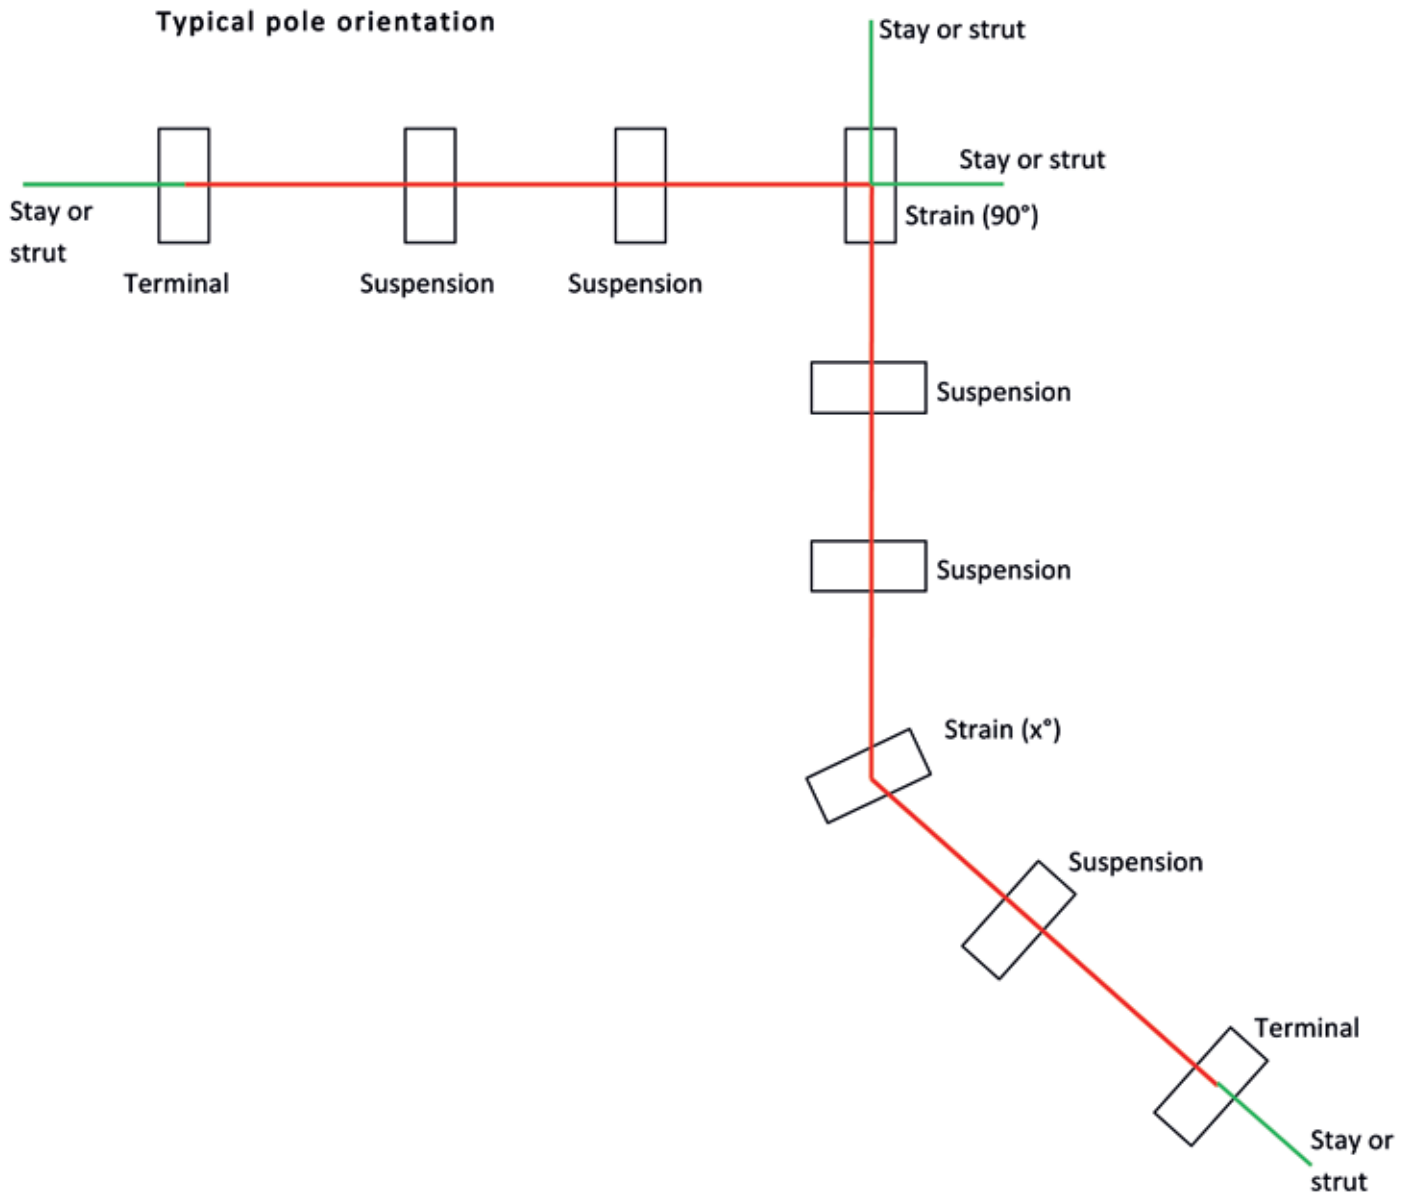 Typical pole orientation
Stay or strut
Stay or strut
Stay or
strut
Strain (90°)
Terminal
Suspension
Suspension
Suspension
Suspension
Strain (x°)
Suspension
Terminal
Stay or
strut